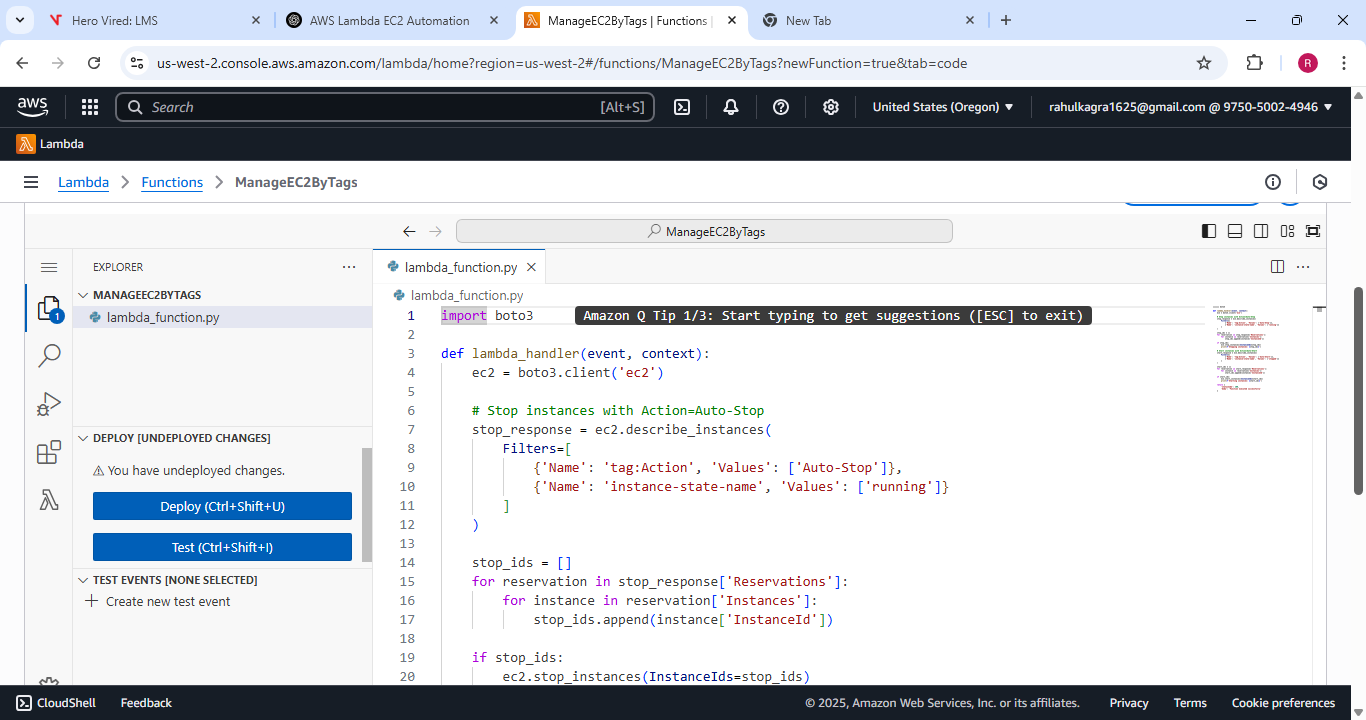 Hero Vired: LMS
AWS Lambda EC2 Automation
ManageEC2ByTags | Functions |
New Tab
us-west-2.console.aws.amazon.com/lambda/home?region=us-west-2#/functions/ManageEC2ByTags?newFunction=true&tab=code
R
aws
Search
[Alt+S]
United States (Oregon)
rahulkagra1625@gmail.com @ 9750-5002-4946
Lambda
Lambda
Functions
ManageEC2ByTags
ManageEC2ByTags
EXPLORER
MANAGEEC2BYTAGS
lambda_function.py
1
DEPLOY [UNDEPLOYED CHANGES]
You have undeployed changes.
Deploy (Ctrl+Shift+U)
Test (Ctrl+Shift+I)
TEST EVENTS [NONE SELECTED]
Create new test event
lambda_function.py
lambda_function.py
1 import boto3 Amazon Q Tip 1/3: Start typing to get suggestions ([ESC] to exit)
2
3 def lambda_handler(event, context):
4 ec2 = boto3.client('ec2')
5
6 # Stop instances with Action=Auto-Stop
7 stop_response = ec2.describe_instances(
8 Filters=[
9 {'Name': 'tag:Action', 'Values': ['Auto-Stop']},
10 {'Name': 'instance-state-name', 'Values': ['running']}
11 ]
12 )
13
14 stop_ids = []
15 for reservation in stop_response['Reservations']:
16 for instance in reservation['Instances']:
17 stop_ids.append(instance['InstanceId'])
18
19 if stop_ids:
20 ec2.stop_instances(InstanceIds=stop_ids)
CloudShell
Feedback
© 2025, Amazon Web Services, Inc. or its affiliates.
Privacy
Terms
Cookie preferences